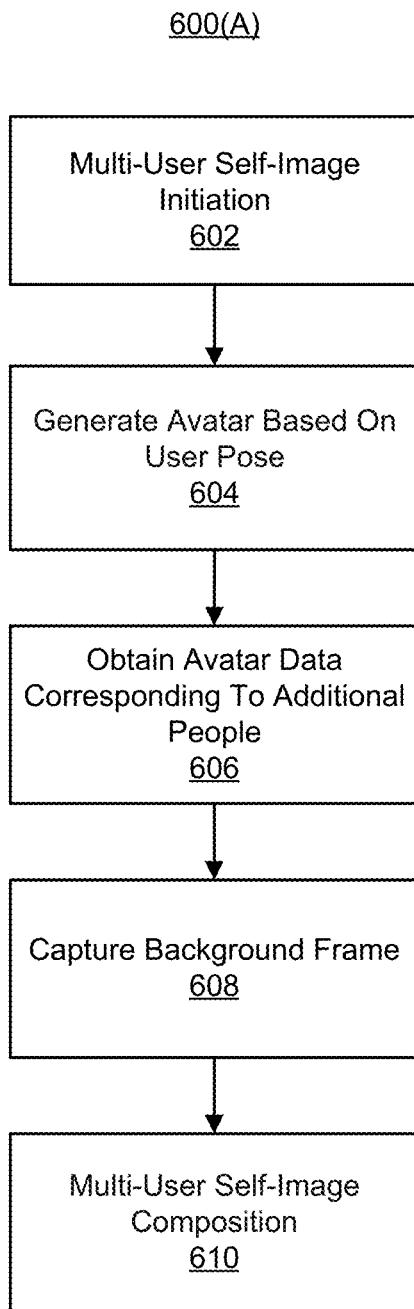 600(A)
Multi-User Self-Image
Initiation
602
Generate Avatar Based On
User Pose
604
Obtain Avatar Data
Corresponding To Additional
People
606
Capture Background Frame
608
Multi-User Self-Image
Composition
610